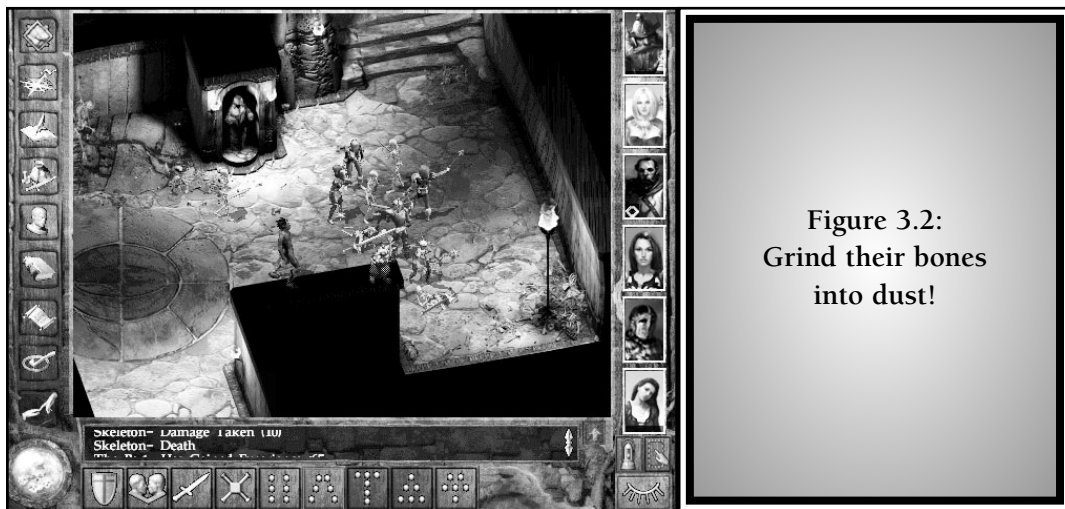 Skeleton- Damage Taken (10)
Skeleton- Death
Figure 3.2:
Grind their bones
into dust!